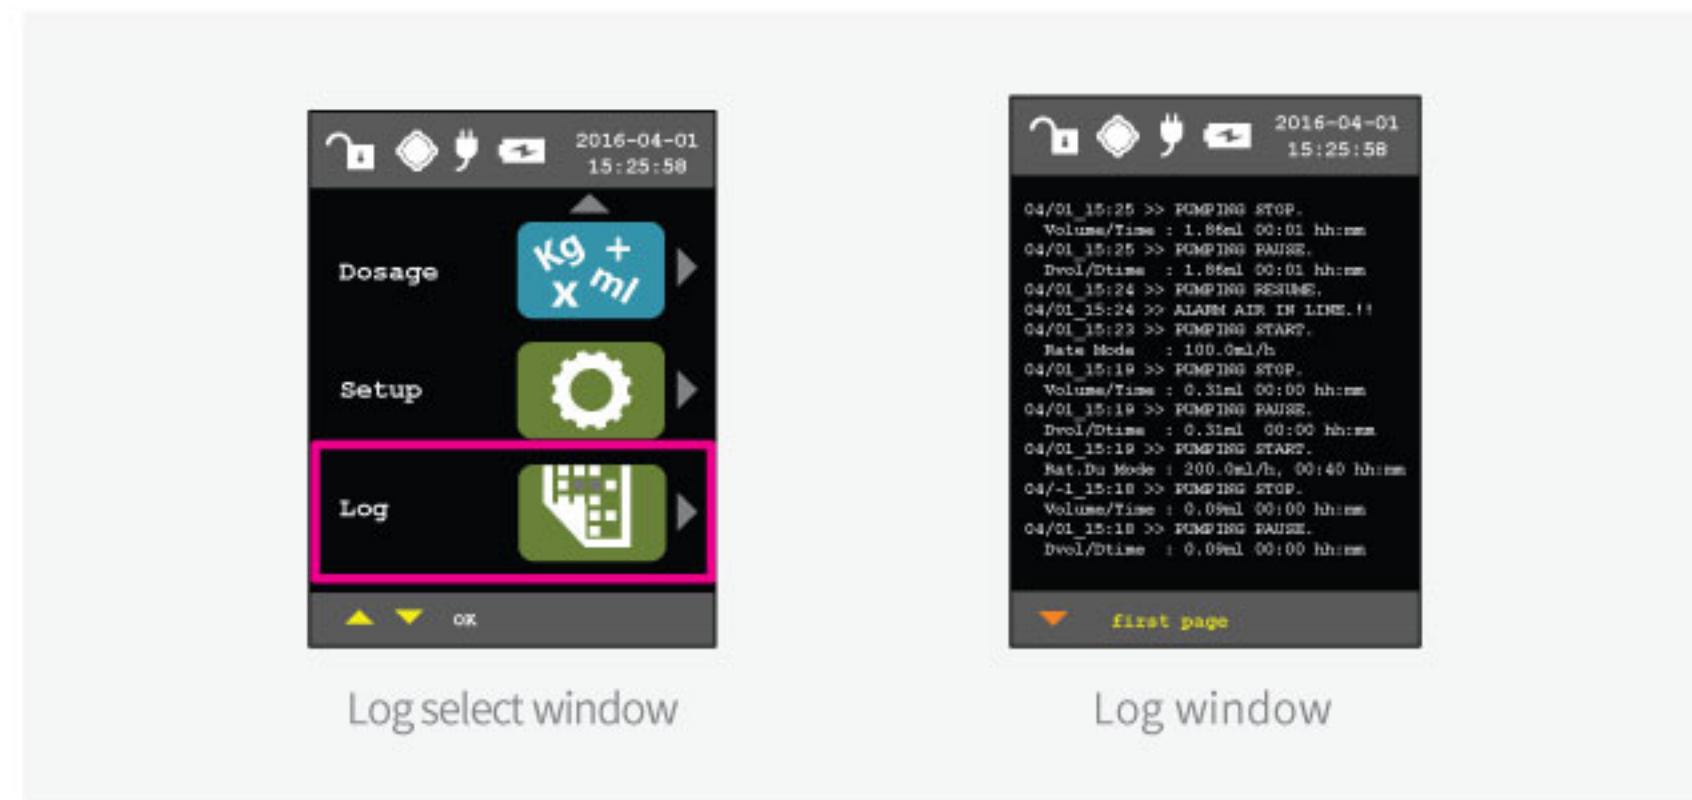 2016-04-01
15:25:58
Dosage
Kg +
x ml
Setup
Log
OK
Log select window
2016-04-01
15:25:58
04/01_15:25 >> PUMPING STOP.
Volume/Time : 1.86ml 00:01 hh:mm
04/01_15:25 >> PUMPING PAUSE.
Dvol/Dtime : 1.86ml 00:01 hh:mm
04/01_15:24 >> PUMPING RESUME.
04/01_15:24 >> ALARM AIR IN LINE.!!
04/01_15:23 >> PUMPING START.
Rate Mode : 100.0ml/h
04/01_15:19 >> PUMPING STOP.
Volume/Time : 0.31ml 00:00 hh:mm
04/01_15:19 >> PUMPING PAUSE.
Dvol/Dtime : 0.31ml 00:00 hh:mm
04/01_15:19 >> PUMPING START.
Rat.Du Mode : 200.0ml/h, 00:40 hh:mm
04/-1_15:18 >> PUMPING STOP.
Volume/Time : 0.09ml 00:00 hh:mm
04/01_15:18 >> PUMPING PAUSE.
Dvol/Dtime : 0.09ml 00:00 hh:mm
first page
Log window